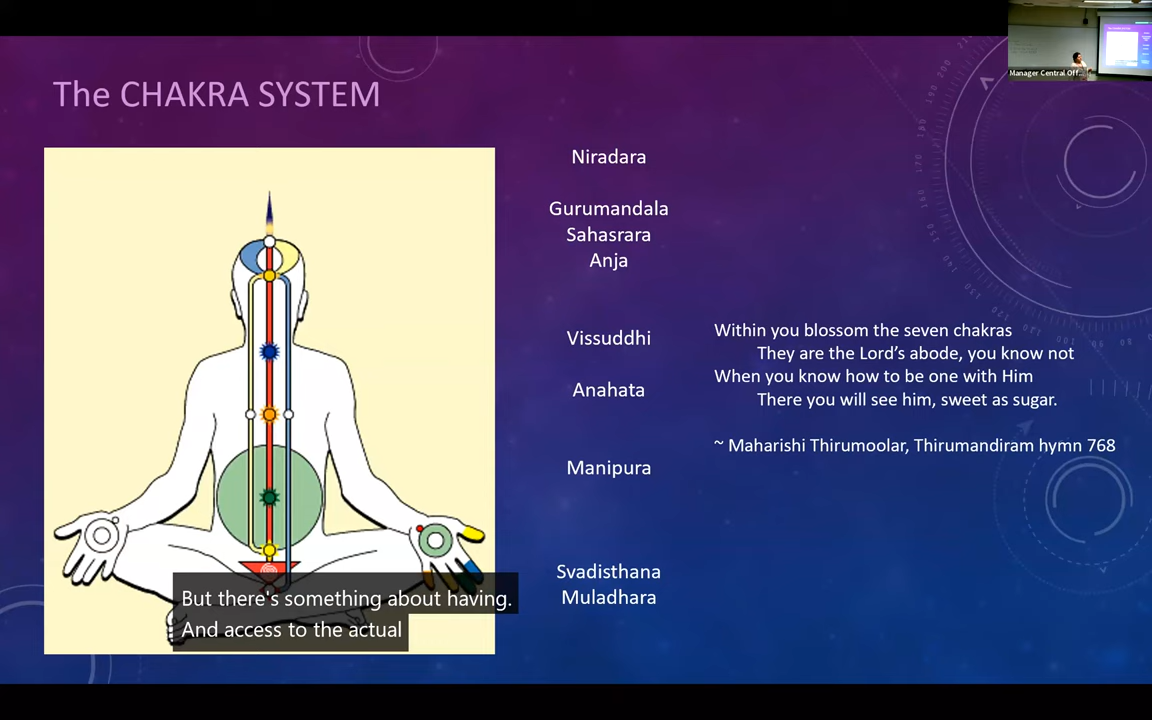 The CHAKRA SYSTEM
Manager Central Off...
Niradara
Gurumandala
Sahasrara
Anja
Vissuddhi
Anahata
Manipura
Svadisthana
Muladhara
Within you blossom the seven chakras
They are the Lord's abode, you know not
When you know how to be one with Him
There you will see him, sweet as sugar.
~ Maharishi Thirumoolar, Thirumandiram hymn 768
But there's something about having.
And access to the actual